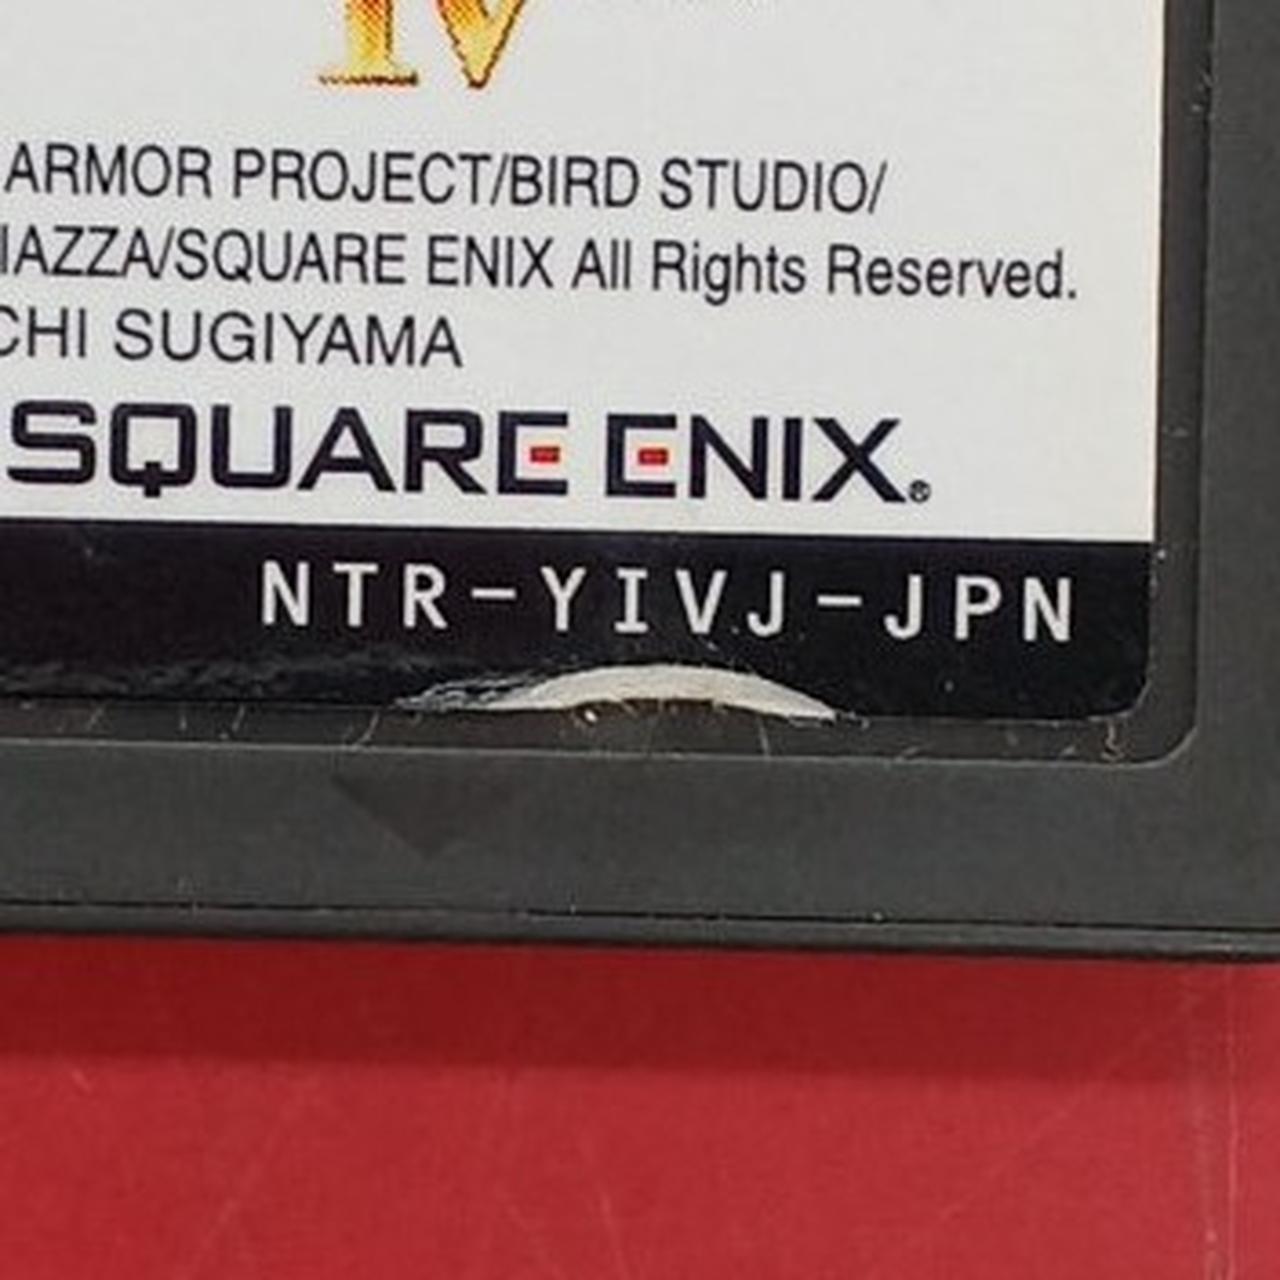 IV
ARMOR PROJECT/BIRD STUDIO/
IAZZA/SQUARE ENIX All Rights Reserved.
CHI SUGIYAMA
SQUARE ENIX®
NTR-YIVJ-JPN